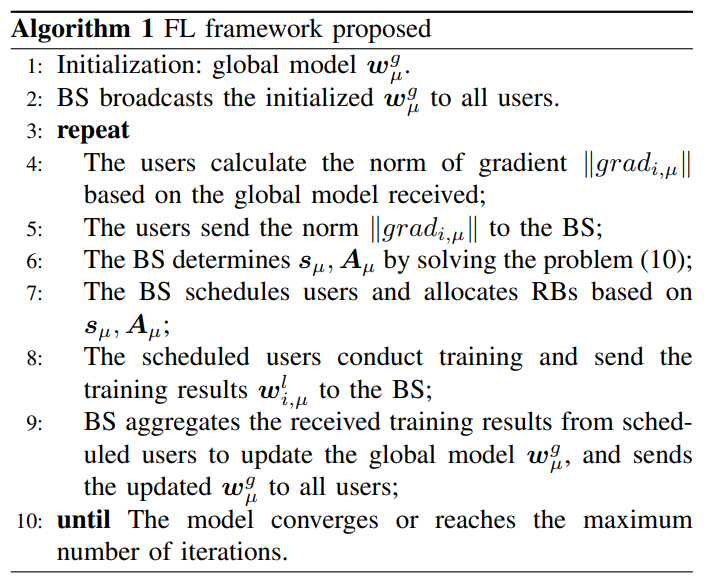 Algorithm 1 FL framework proposed
1: Initialization: global model $\boldsymbol{w}_{\mu}^{g}$.
2: BS broadcasts the initialized $\boldsymbol{w}_{\mu}^{g}$ to all users.
3: repeat
4: The users calculate the norm of gradient $\|grad_{i,\mu}\|$
based on the global model received;
5: The users send the norm $\|grad_{i,\mu}\|$ to the BS;
6: The BS determines $\boldsymbol{s}_{\mu}, \boldsymbol{A}_{\mu}$ by solving the problem (10);
7: The BS schedules users and allocates RBs based on
$\boldsymbol{s}_{\mu}, \boldsymbol{A}_{\mu}$;
8: The scheduled users conduct training and send the
training results $\boldsymbol{w}_{i,\mu}^{l}$ to the BS;
9: BS aggregates the received training results from sched-
uled users to update the global model $\boldsymbol{w}_{\mu}^{g}$, and sends
the updated $\boldsymbol{w}_{\mu}^{g}$ to all users;
10: until The model converges or reaches the maximum
number of iterations.